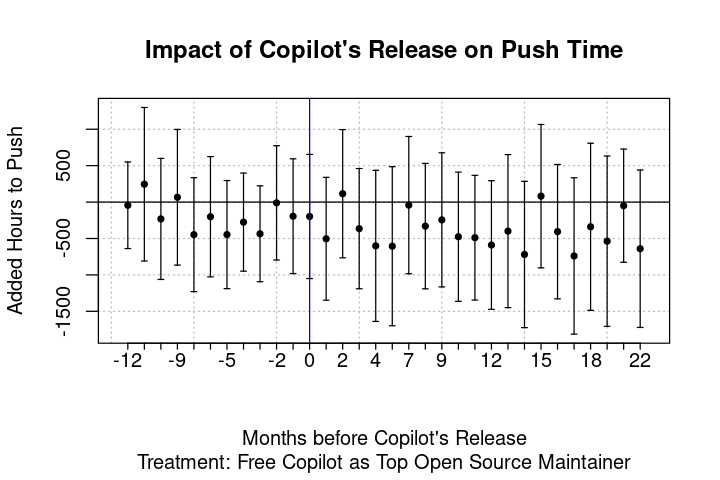 Impact of Copilot's Release on Push Time
Added Hours to Push
500
-500
-1500
-12 -9 -5 -2 0 2 4 7 9 12 15 18 22
Months before Copilot's Release
Treatment: Free Copilot as Top Open Source Maintainer